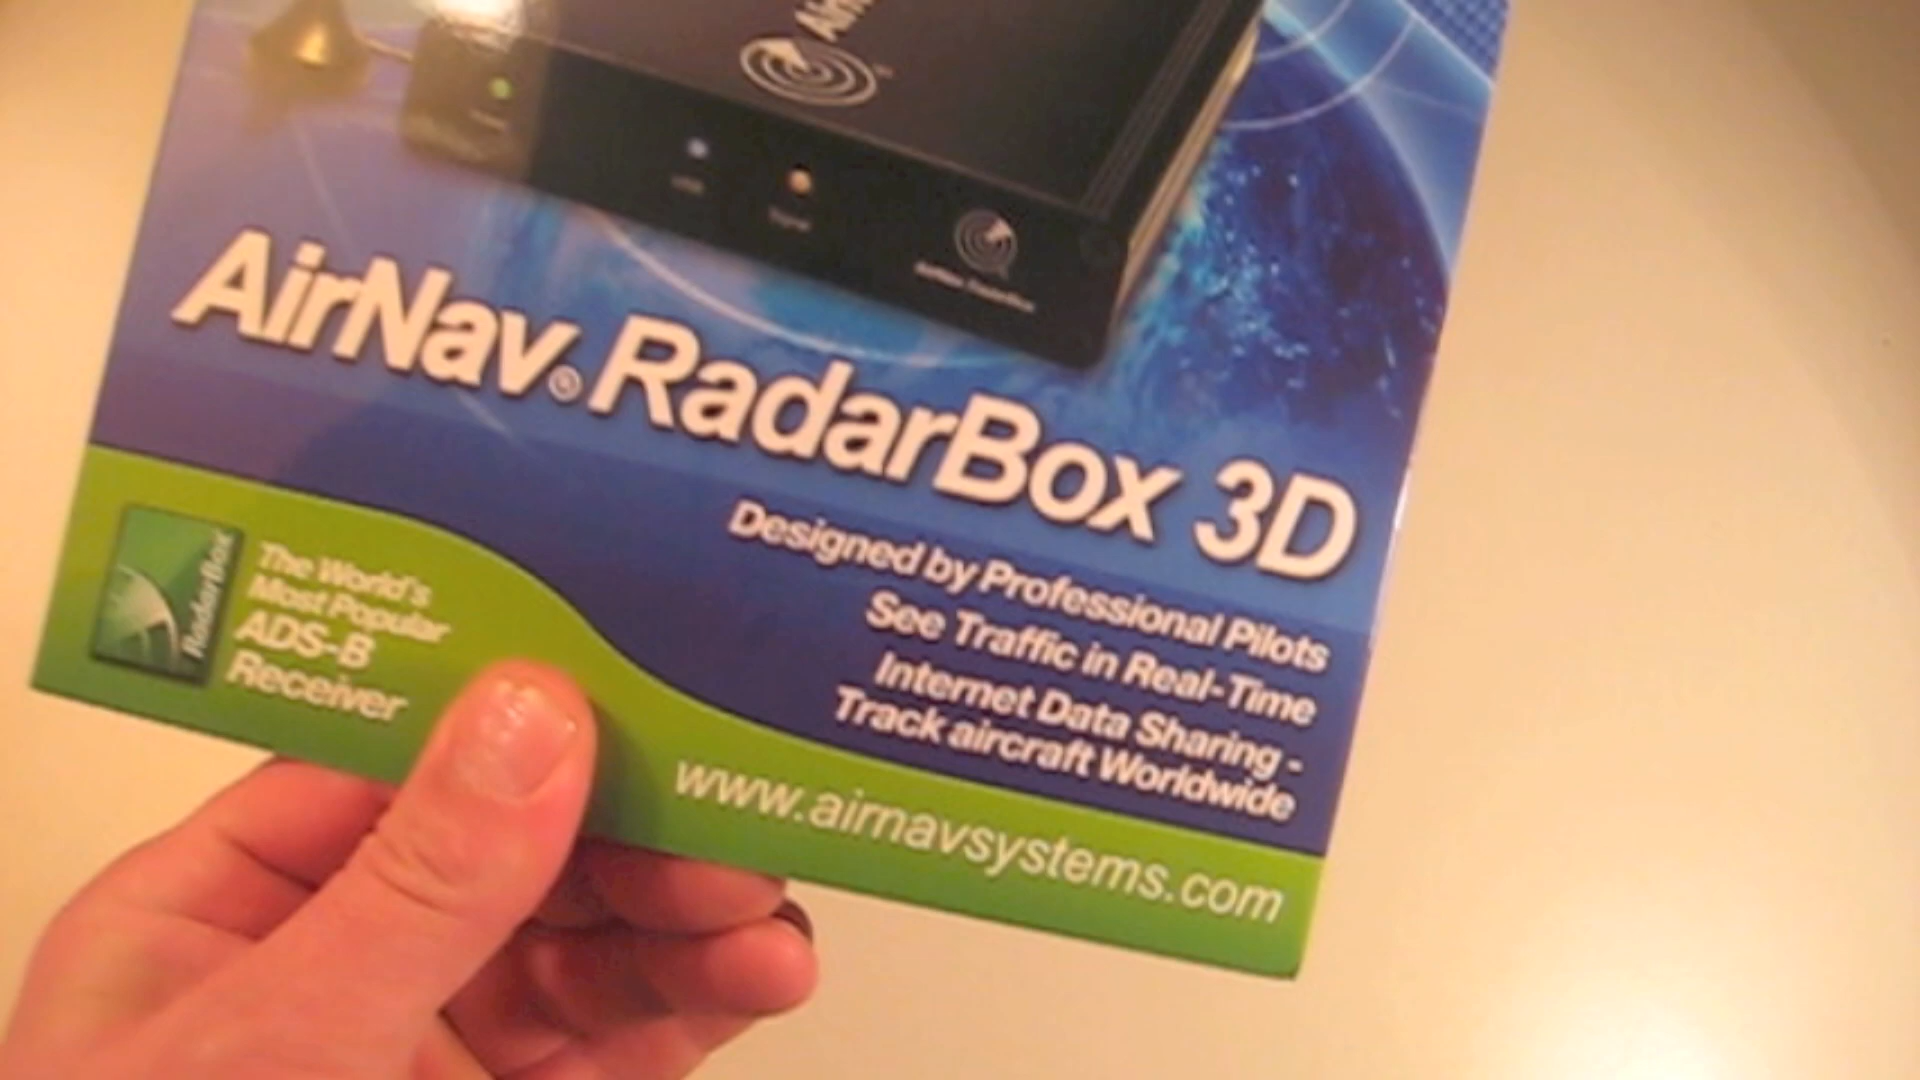 AirNav® RadarBox 3D
Designed by Professional Pilots
See Traffic in Real-Time
Internet Data Sharing -
Track aircraft Worldwide
RadarBox
The World's
Most Popular
ADS-B
Receiver
www.airnavsystems.com